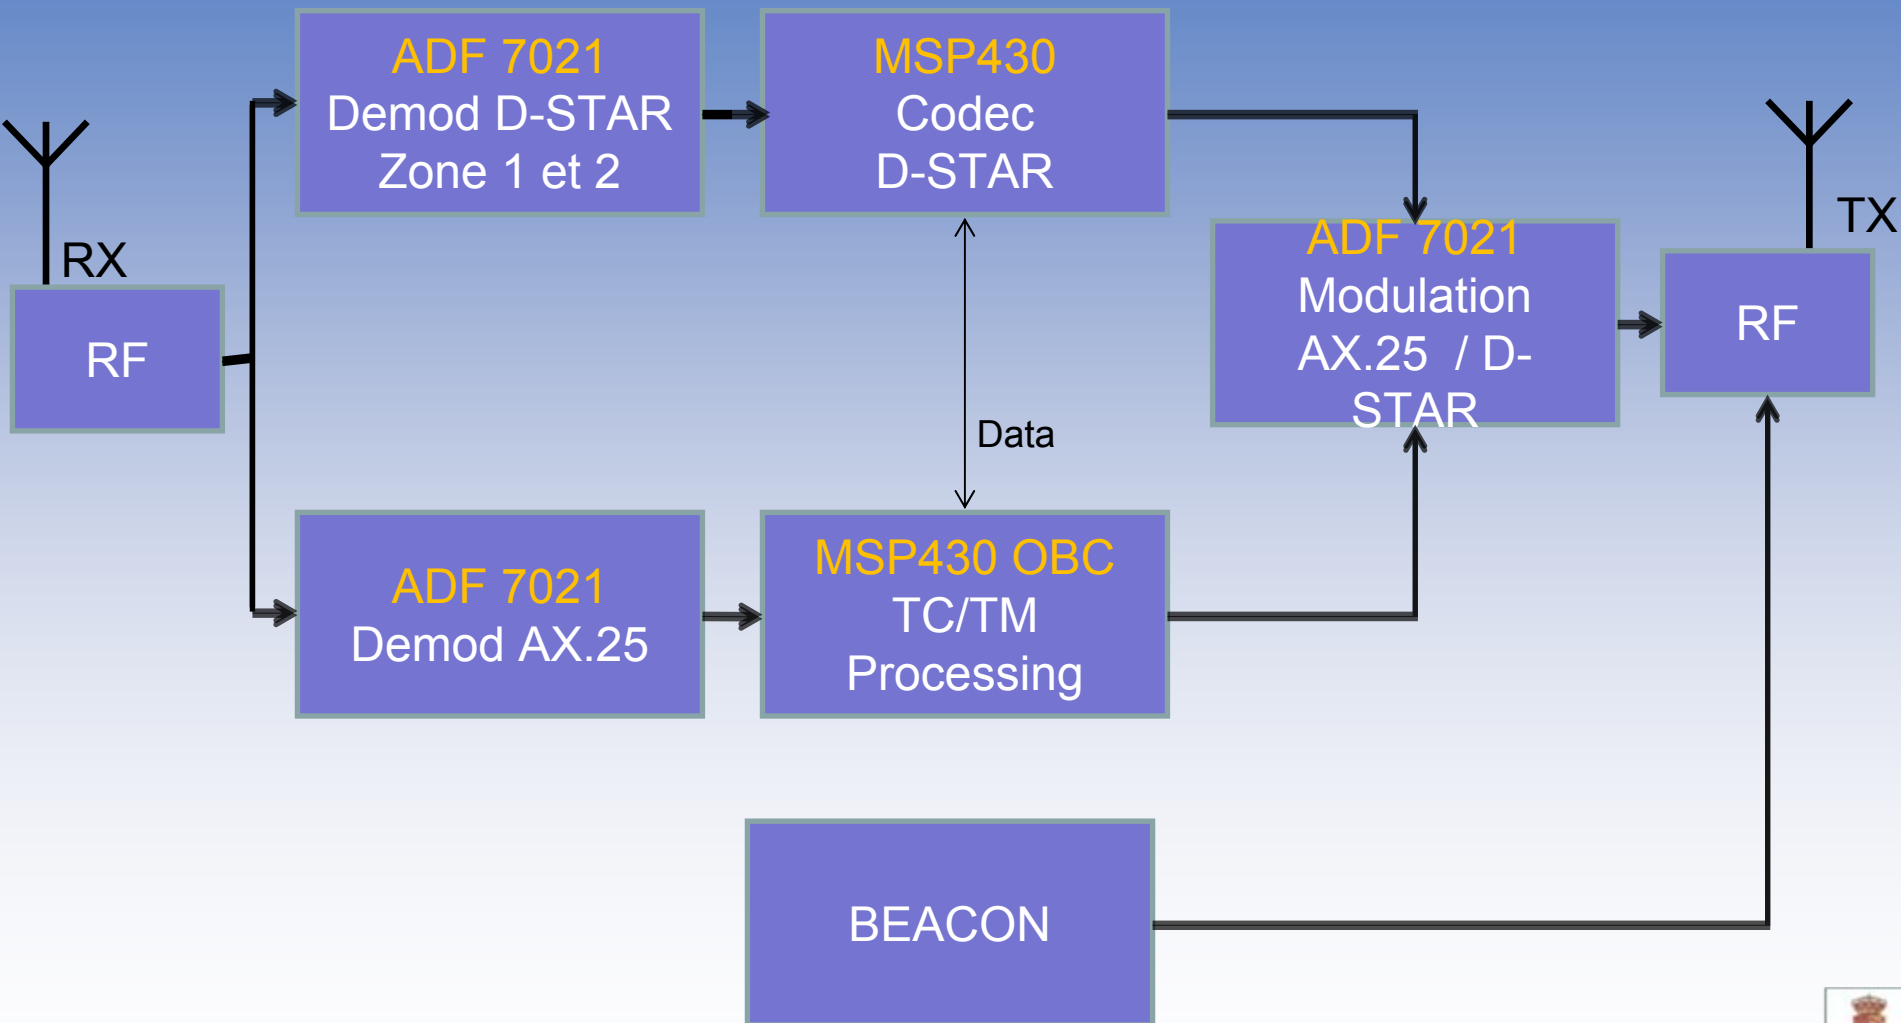 ADF 7021
Demod D-STAR
Zone 1 et 2
MSP430
Codec
D-STAR
RX
RF
ADF 7021
Modulation
AX.25 / D-
STAR
TX
RF
Data
ADF 7021
Demod AX.25
MSP430 OBC
TC/TM
Processing
BEACON